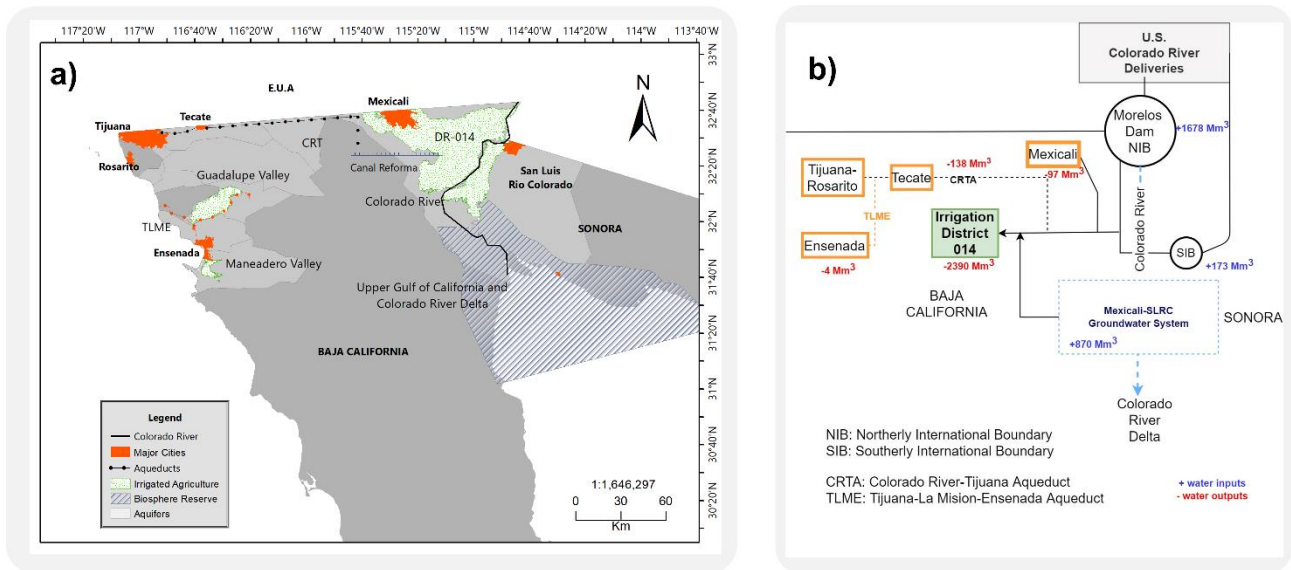 117°20'W 117°W 116°40'W 116°20'W 116°W 115°40'W 115°20'W 115°W 114°40'W 114°20'W 114°W 113°40'W
a)
E.U.A
N
Mexicali
Tecate
Tijuana
DR-014
CRT
Rosarito
Canal Reforma
San Luis
Rio Colorado
Guadalupe Valley
Colorado River
TLME
SONORA
Ensenada
Maneadero Valley
Upper Gulf of California and
Colorado River Delta
BAJA CALIFORNIA
33°N
32°40'N
32°20'N
32°N
31°40'N
31°20'N
31°N
30°40'N
30°20'N
Legend
Colorado River
Major Cities
Aqueducts
Irrigated Agriculture
Biosphere Reserve
Aquifers
1:1,646,297
0 30 60
Km
b)
U.S.
Colorado River
Deliveries
Morelos
Dam
NIB
+1678 Mm3
Mexicali
-97 Mm3
-138 Mm3
CRTA
Tijuana-
Rosarito
Tecate
TLME
Ensenada
-4 Mm3
Irrigation
District
014
-2390 Mm3
Colorado River
SIB
+173 Mm3
BAJA
CALIFORNIA
Mexicali-SLRC
Groundwater System
+870 Mm3
SONORA
Colorado
River
Delta
NIB: Northerly International Boundary
SIB: Southerly International Boundary
CRTA: Colorado River-Tijuana Aqueduct
TLME: Tijuana-La Mision-Ensenada Aqueduct
+ water inputs
- water outputs